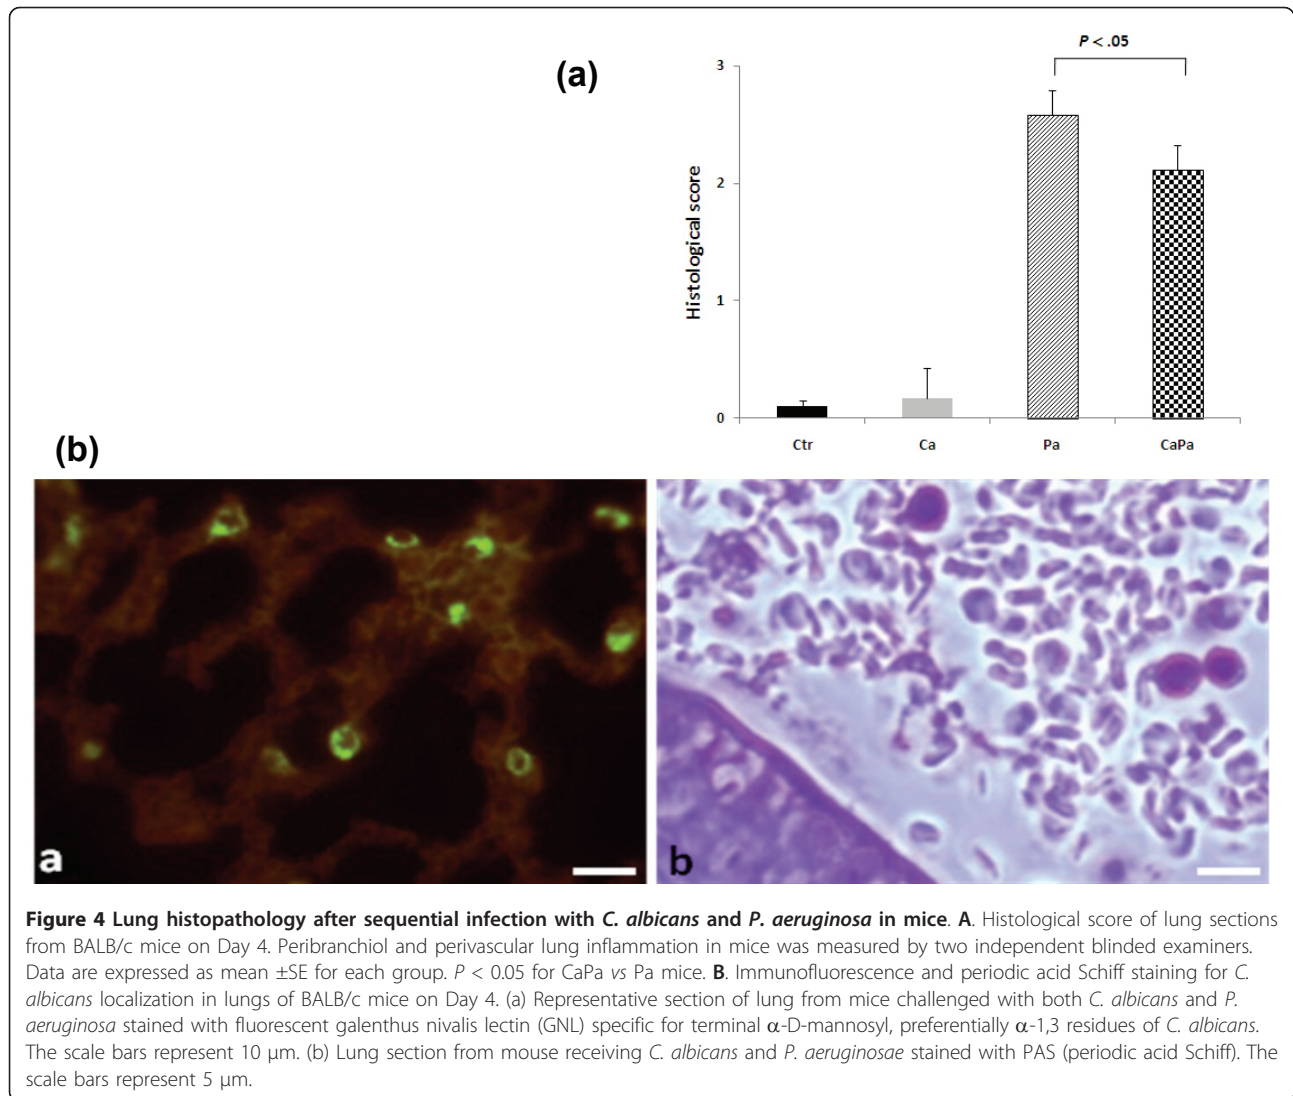 (a)
P < .05
3
2
1
0
Histological score
Ctr Ca Pa CaPa
(b)
a
b
Figure 4 Lung histopathology after sequential infection with C. albicans and P. aeruginosa in mice. A. Histological score of lung sections
from BALB/c mice on Day 4. Peribranchiol and perivascular lung inflammation in mice was measured by two independent blinded examiners.
Data are expressed as mean ±SE for each group. P < 0.05 for CaPa vs Pa mice. B. Immunofluorescence and periodic acid Schiff staining for C.
albicans localization in lungs of BALB/c mice on Day 4. (a) Representative section of lung from mice challenged with both C. albicans and P.
aeruginosa stained with fluorescent galenthus nivalis lectin (GNL) specific for terminal α-D-mannosyl, preferentially α-1,3 residues of C. albicans.
The scale bars represent 10 μm. (b) Lung section from mouse receiving C. albicans and P. aeruginosae stained with PAS (periodic acid Schiff). The
scale bars represent 5 μm.